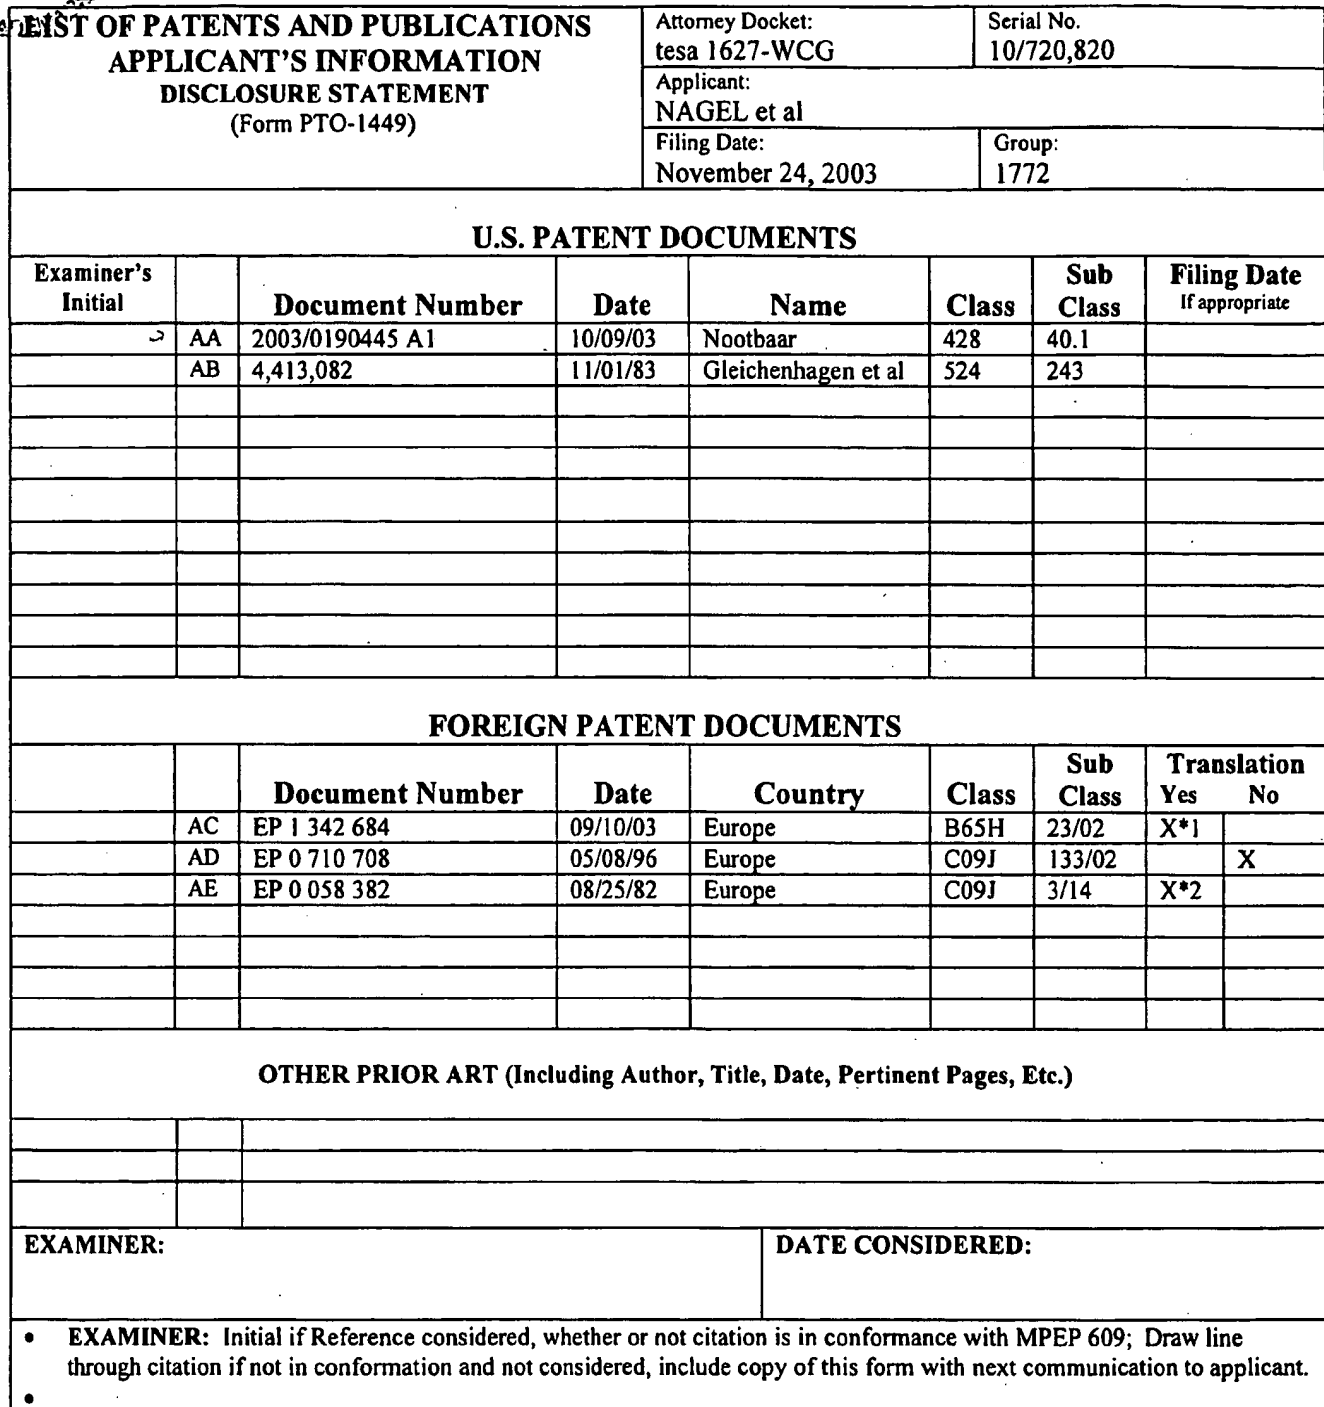 LIST OF PATENTS AND PUBLICATIONS
APPLICANT'S INFORMATION
DISCLOSURE STATEMENT
(Form PTO-1449)
Attorney Docket:
tesa 1627-WCG
Serial No.
10/720,820
Applicant:
NAGEL et al
Filing Date:
November 24, 2003
Group:
1772
U.S. PATENT DOCUMENTS
Examiner's Initial Document Number Date Name Class Sub Class Filing Date If appropriate
AA 2003/0190445 A1 10/09/03 Nootbaar 428 40.1
AB 4,413,082 11/01/83 Gleichenhagen et al 524 243
FOREIGN PATENT DOCUMENTS
Document Number Date Country Class Sub Class Translation Yes No
AC EP 1 342 684 09/10/03 Europe B65H 23/02 X*1
AD EP 0 710 708 05/08/96 Europe C09J 133/02 X
AE EP 0 058 382 08/25/82 Europe C09J 3/14 X*2
OTHER PRIOR ART (Including Author, Title, Date, Pertinent Pages, Etc.)
EXAMINER:
DATE CONSIDERED:
• EXAMINER: Initial if Reference considered, whether or not citation is in conformance with MPEP 609; Draw line
through citation if not in conformation and not considered, include copy of this form with next communication to applicant.
•